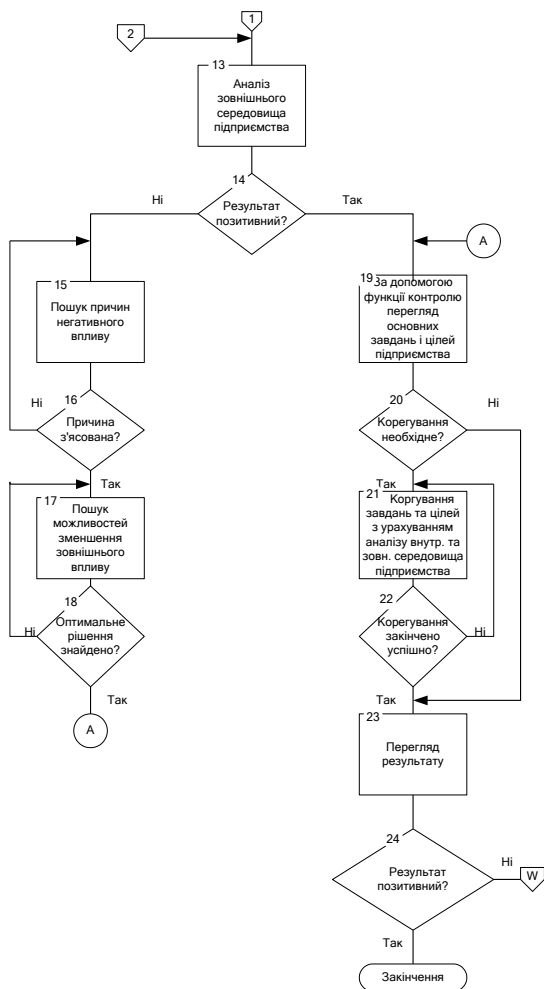 1
2
13
Аналіз
зовнішнього
середовища
підприємства
14
Результат
позитивний?
Ні
Так
A
15
Пошук причин
негативного
впливу
16
Причина
з'ясована?
Ні
Так
17
Пошук
можливостей
зменшення
зовнішнього
впливу
18
Оптимальне
рішення
знайдено?
Ні
Так
A
19
За допомогою
функції контролю
перегляд
основних
завдань і цілей
підприємства
20
Корегування
необхідне?
Ні
Так
21
Коргування
завдань та цілей
з урахуванням
аналізу внутр. та
зовн. середовища
підприємства
22
Корегування
закінчено
успішно?
Ні
Так
23
Перегляд
результату
24
Результат
позитивний?
Ні
W
Так
Закінчення